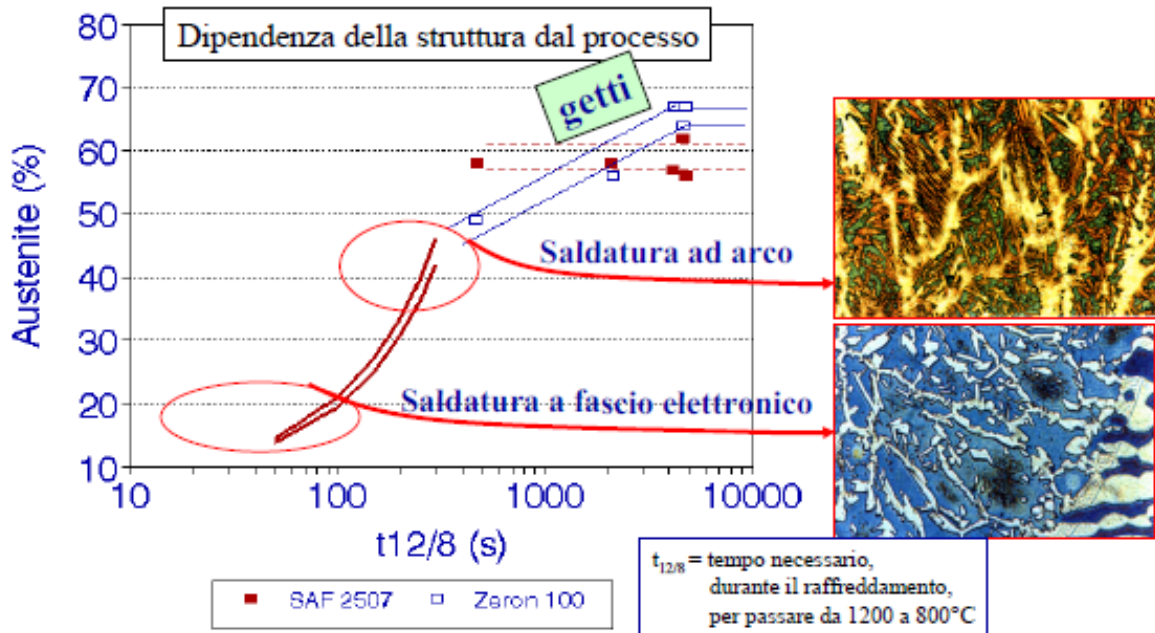 Dipendenza della struttura dal processo
getti
Saldatura ad arco
Saldatura a fascio elettronico
Austenite (%)
80
70
60
50
40
30
20
10
10
100
1000
10000
t12/8 (s)
SAF 2507
Zeron 100
t12/8 = tempo necessario,
durante il raffreddamento,
per passare da 1200 a 800°C